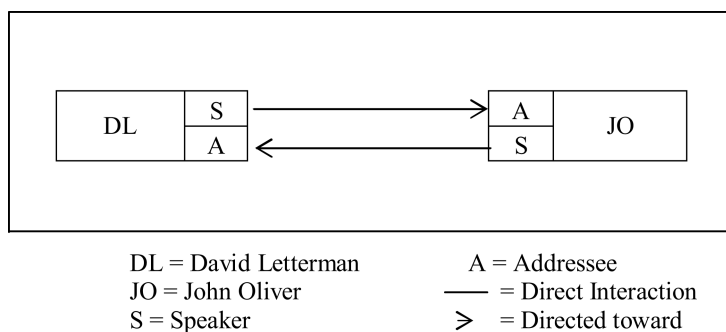 S A
DL JO
A S
DL = David Letterman A = Addressee
JO = John Oliver = Direct Interaction
S = Speaker = Directed toward